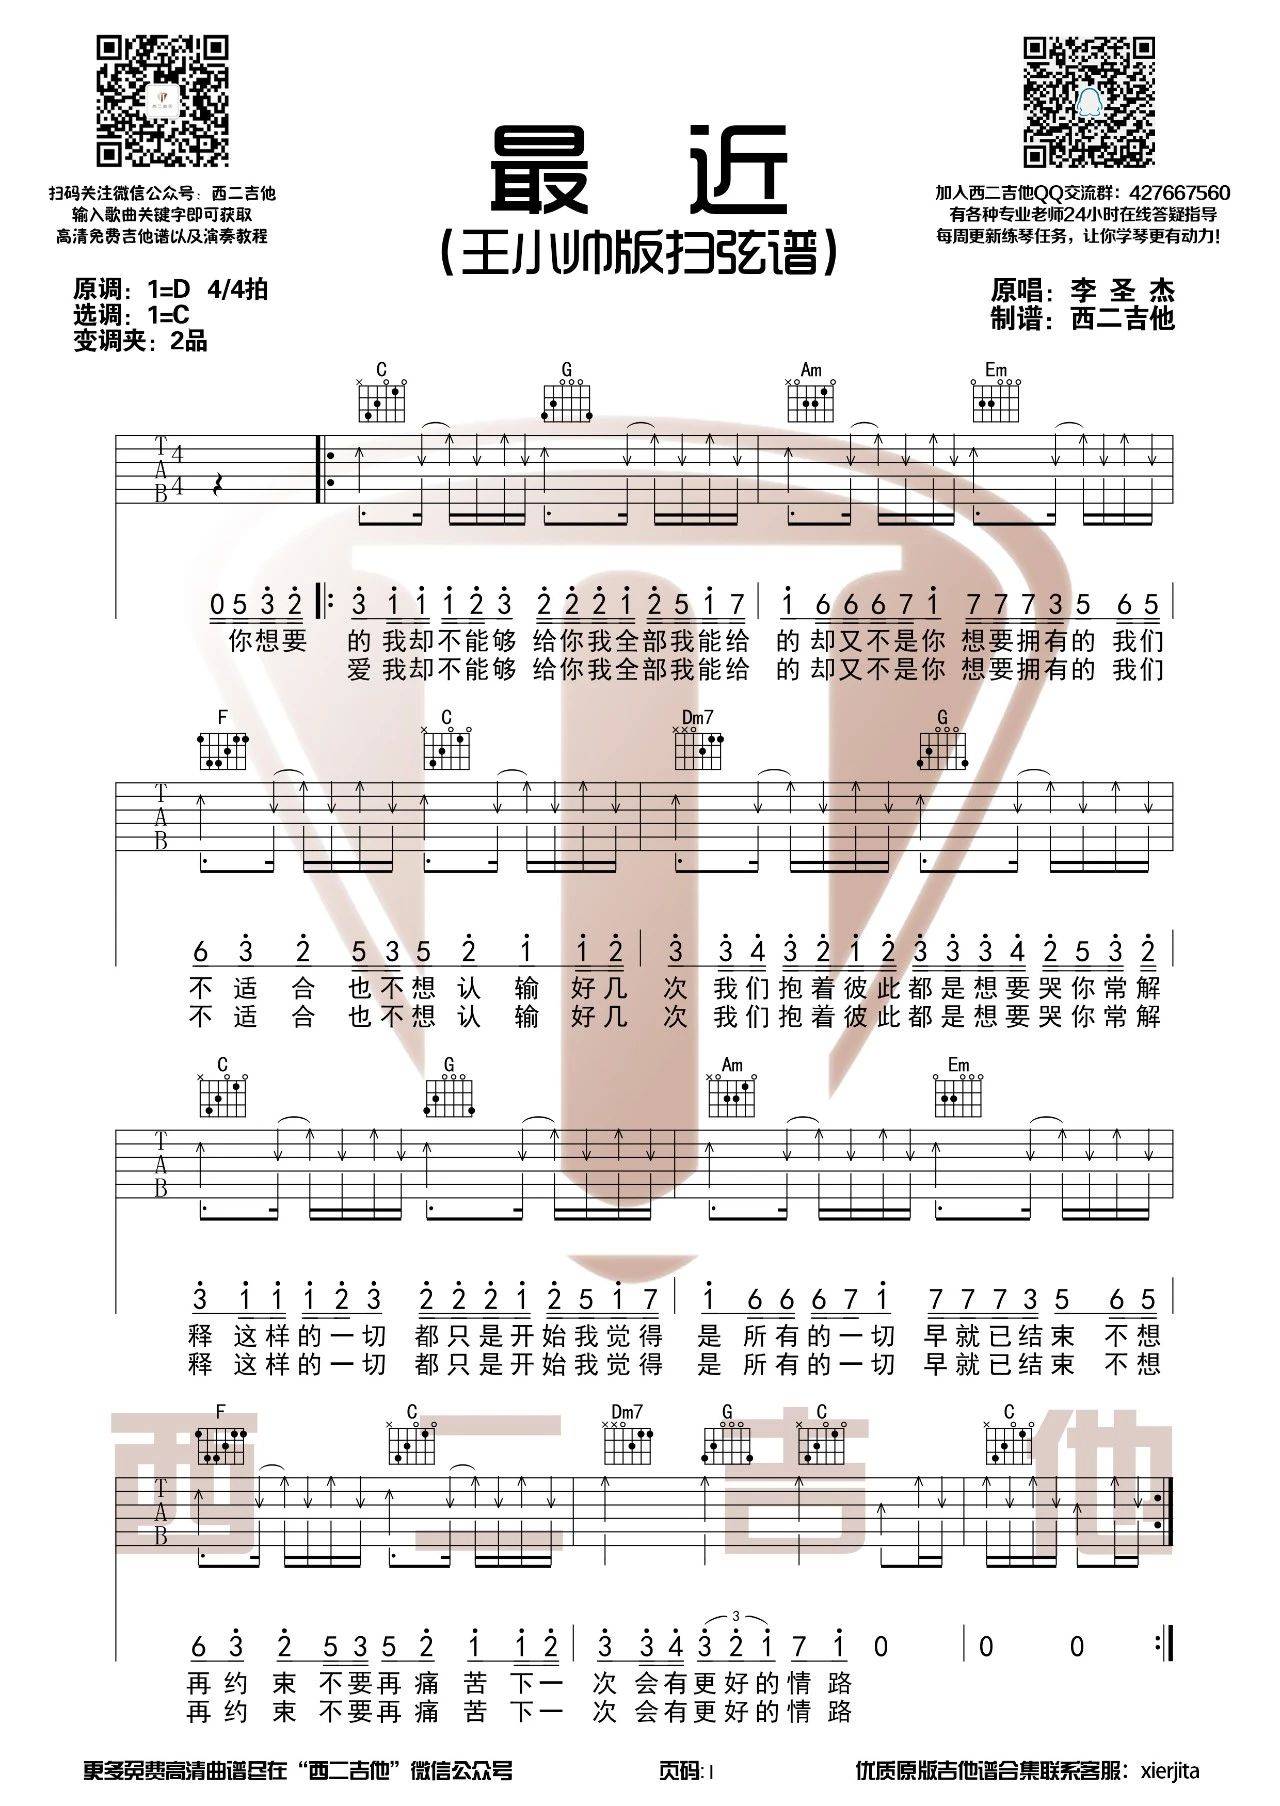 扫码关注微信公众号：西二吉他
输入歌曲关键字即可获取
高清免费吉他谱以及演奏教程
加入西二吉他QQ交流群：427667560
有各种专业老师24小时在线答疑指导
每周更新练琴任务，让你学琴更有动力！
最 近
（王小帅版扫弦谱）
原调：1=D 4/4拍
选调：1=C
变调夹：2品
原唱：李 圣 杰
制谱：西二吉他
C G Am Em
T A B 4 4
0 5 3 2 3 1 1 1 2 3 2 2 2 1 2 5 1 7 1 6 6 6 7 1 7 7 7 3 5 6 5
你想要 的我却不能够 给你我全部我能给 的却又不是你 想要拥有的 我们
爱我却不能够 给你我全部我能给 的却又不是你 想要拥有的 我们
F C Dm7 G
T A B
6 3 2 5 3 5 2 1 1 2 3 3 4 3 2 1 2 3 3 3 4 2 5 3 2
不 适 合 也不想认 输 好几 次 我们抱着彼此都是想要哭你常解
不 适 合 也不想认 输 好几 次 我们抱着彼此都是想要哭你常解
C G Am Em
T A B
3 1 1 1 2 3 2 2 2 1 2 5 1 7 1 6 6 6 7 1 7 7 7 3 5 6 5
释 这样的一切 都只是开始我觉得 是 所有的一切 早就已结束 不想
释 这样的一切 都只是开始我觉得 是 所有的一切 早就已结束 不想
F C Dm7 G C C
T A B
6 3 2 5 3 5 2 1 1 2 3 3 4 3 2 1 7 1 0 0 0
3
再 约 束 不要再痛 苦 下一 次 会有更好的情路
再 约 束 不要再痛 苦 下一 次 会有更好的情路
西二吉他
更多免费高清曲谱尽在“西二吉他”微信公众号
页码: 1
优质原版吉他谱合集联系客服：xierjita